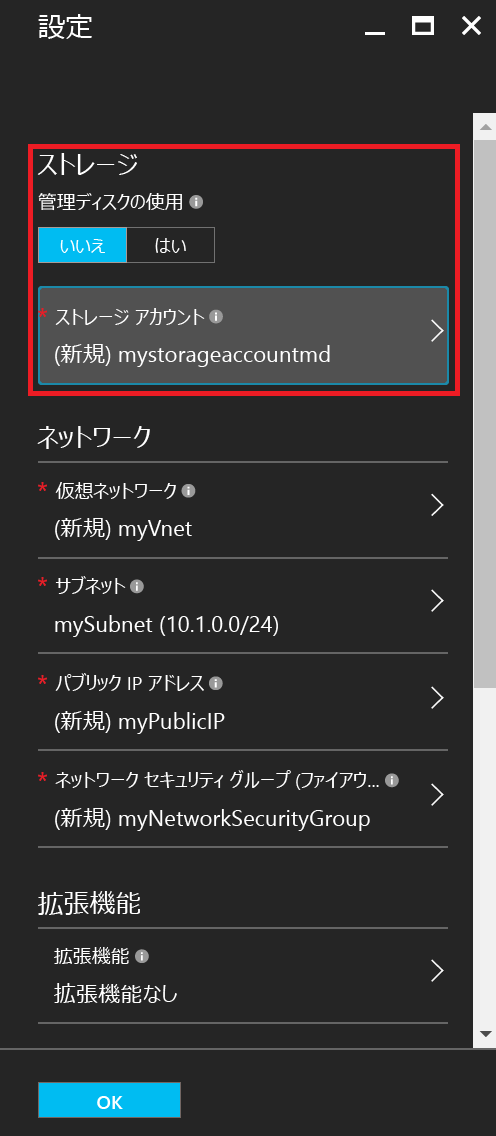 設定
ストレージ
管理ディスクの使用
いいえ はい
* ストレージ アカウント
(新規) mystorageaccountmd
ネットワーク
* 仮想ネットワーク
(新規) myVnet
* サブネット
mySubnet (10.1.0.0/24)
* パブリック IP アドレス
(新規) myPublicIP
* ネットワーク セキュリティ グループ (ファイアウ...
(新規) myNetworkSecurityGroup
拡張機能
拡張機能
拡張機能なし
OK